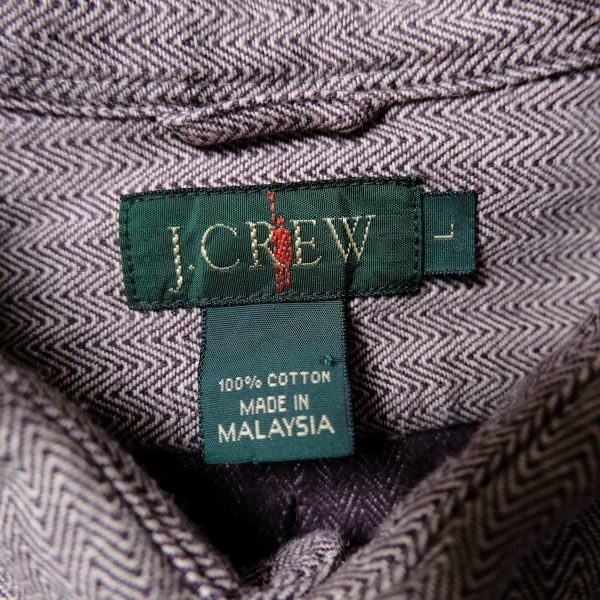 J.CREW
L
100% COTTON
MADE IN
MALAYSIA